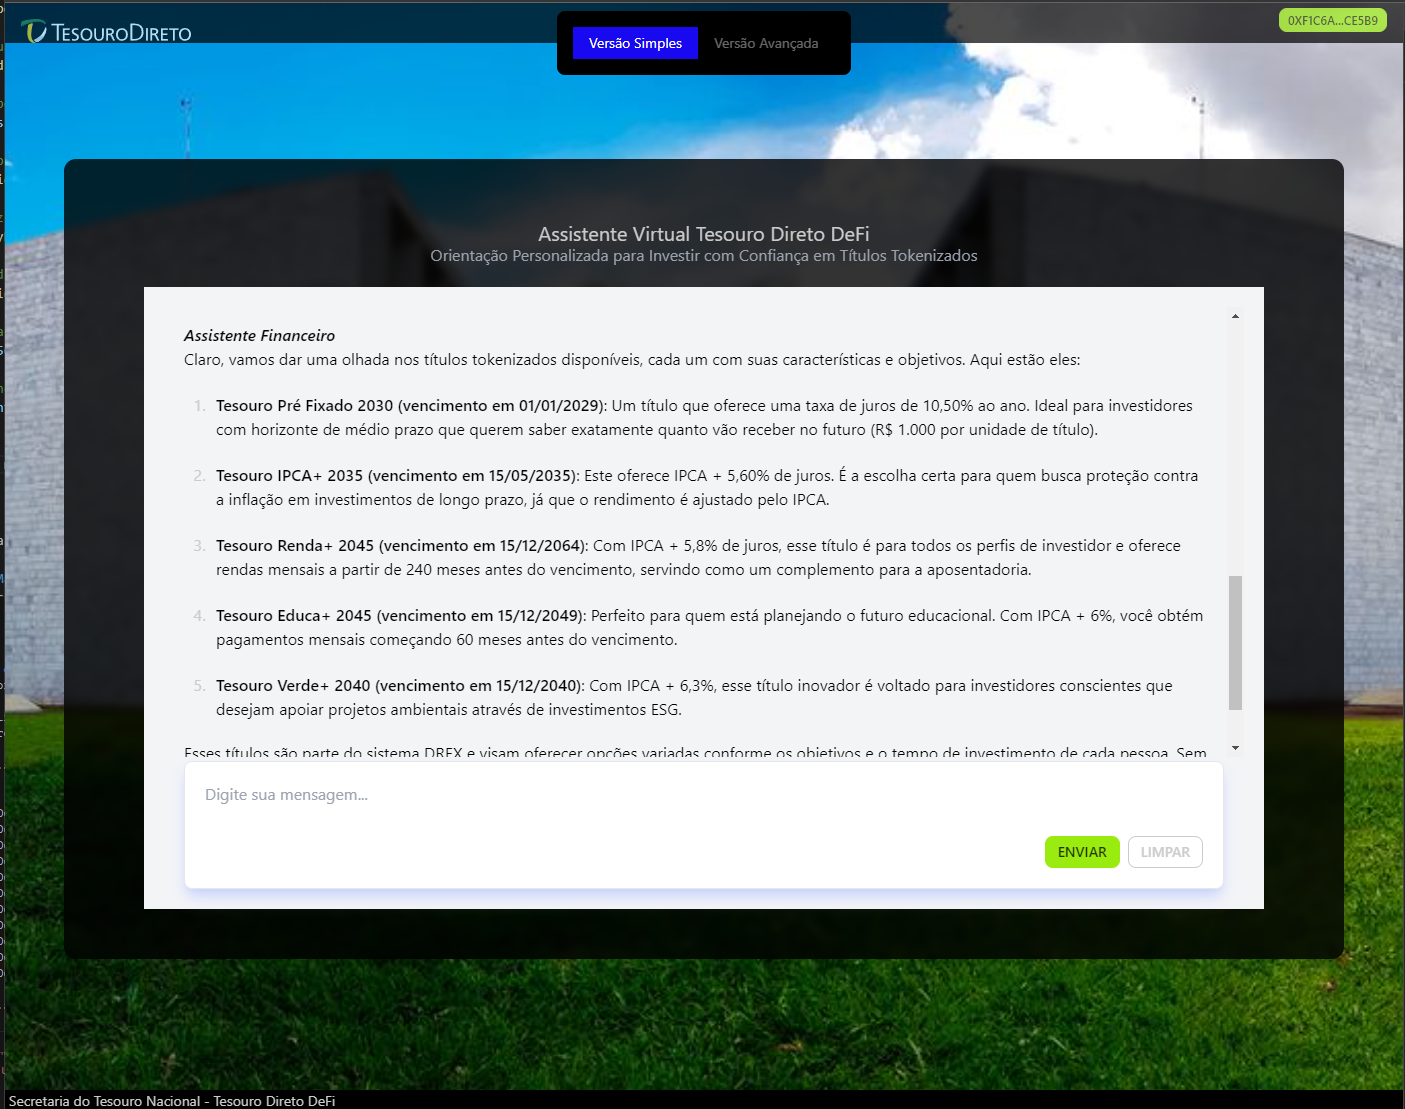 TESOURODIRETO
Versão Simples
Versão Avançada
0XF1C6A...CE5B9
Assistente Virtual Tesouro Direto DeFi
Orientação Personalizada para Investir com Confiança em Títulos Tokenizados
Assistente Financeiro
Claro, vamos dar uma olhada nos títulos tokenizados disponíveis, cada um com suas características e objetivos. Aqui estão eles:
1. Tesouro Pré Fixado 2030 (vencimento em 01/01/2029): Um título que oferece uma taxa de juros de 10,50% ao ano. Ideal para investidores
com horizonte de médio prazo que querem saber exatamente quanto vão receber no futuro (R$ 1.000 por unidade de título).
2. Tesouro IPCA+ 2035 (vencimento em 15/05/2035): Este oferece IPCA + 5,60% de juros. É a escolha certa para quem busca proteção contra
a inflação em investimentos de longo prazo, já que o rendimento é ajustado pelo IPCA.
3. Tesouro Renda+ 2045 (vencimento em 15/12/2064): Com IPCA + 5,8% de juros, esse título é para todos os perfis de investidor e oferece
rendas mensais a partir de 240 meses antes do vencimento, servindo como um complemento para a aposentadoria.
4. Tesouro Educa+ 2045 (vencimento em 15/12/2049): Perfeito para quem está planejando o futuro educacional. Com IPCA + 6%, você obtém
pagamentos mensais começando 60 meses antes do vencimento.
5. Tesouro Verde+ 2040 (vencimento em 15/12/2040): Com IPCA + 6,3%, esse título inovador é voltado para investidores conscientes que
desejam apoiar projetos ambientais através de investimentos ESG.
Esses títulos são parte do sistema DREX e visam oferecer opções variadas conforme os objetivos e o tempo de investimento de cada pessoa. Sem
Digite sua mensagem...
ENVIAR
LIMPAR
Secretaria do Tesouro Nacional - Tesouro Direto DeFi